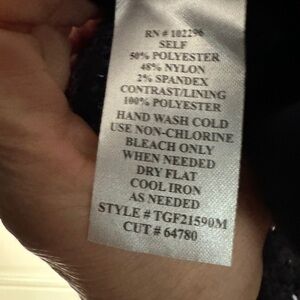 RN # 102296
SELF
50% POLYESTER
48% NYLON
2% SPANDEX
CONTRAST/LINING
100% POLYESTER
HAND WASH COLD
USE NON-CHLORINE
BLEACH ONLY
WHEN NEEDED
DRY FLAT
COOL IRON
AS NEEDED
STYLE # TGF21590M
CUT # 64780